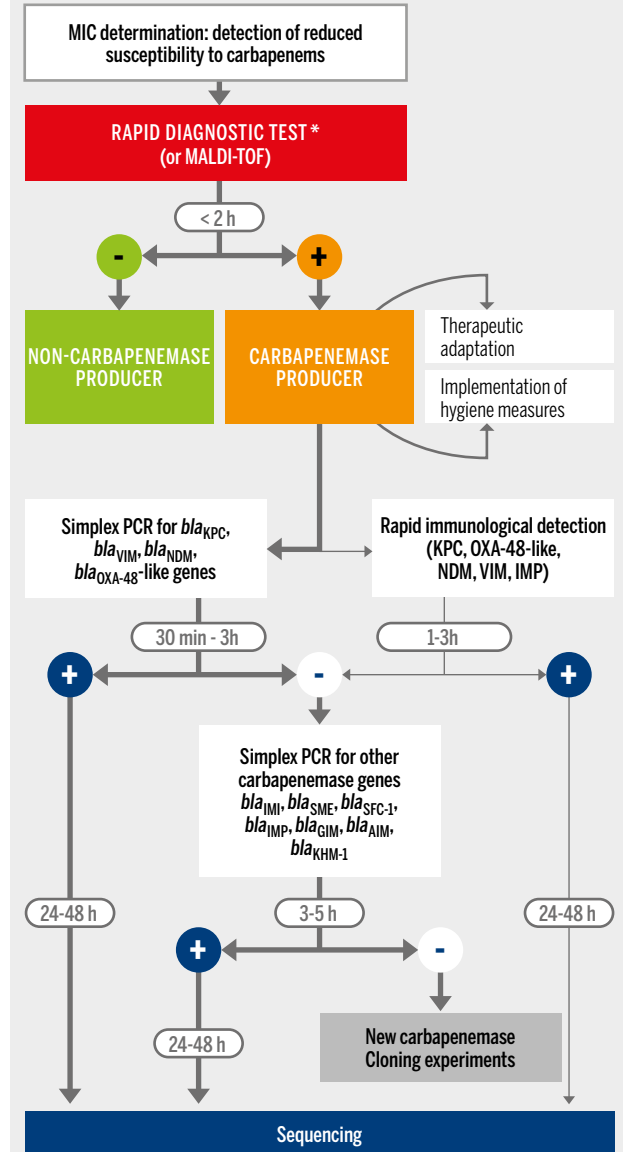 MIC determination: detection of reduced
susceptibility to carbapenems
RAPID DIAGNOSTIC TEST *
(or MALDI-TOF)
< 2 h
-
+
NON-CARBAPENEMASE
PRODUCER
CARBAPENEMASE
PRODUCER
Therapeutic
adaptation
Implementation of
hygiene measures
Simplex PCR for blaKPC,
blaVIM, blaNDM,
blaOXA-48-like genes
Rapid immunological detection
(KPC, OXA-48-like,
NDM, VIM, IMP)
30 min - 3h
1-3h
+
-
+
Simplex PCR for other
carbapenemase genes
blaIMI, blaSME, blaSFC-1,
blaIMP, blaGIM, blaAIM,
blaKHM-1
24-48 h
3-5 h
24-48 h
+
-
New carbapenemase
Cloning experiments
24-48 h
Sequencing